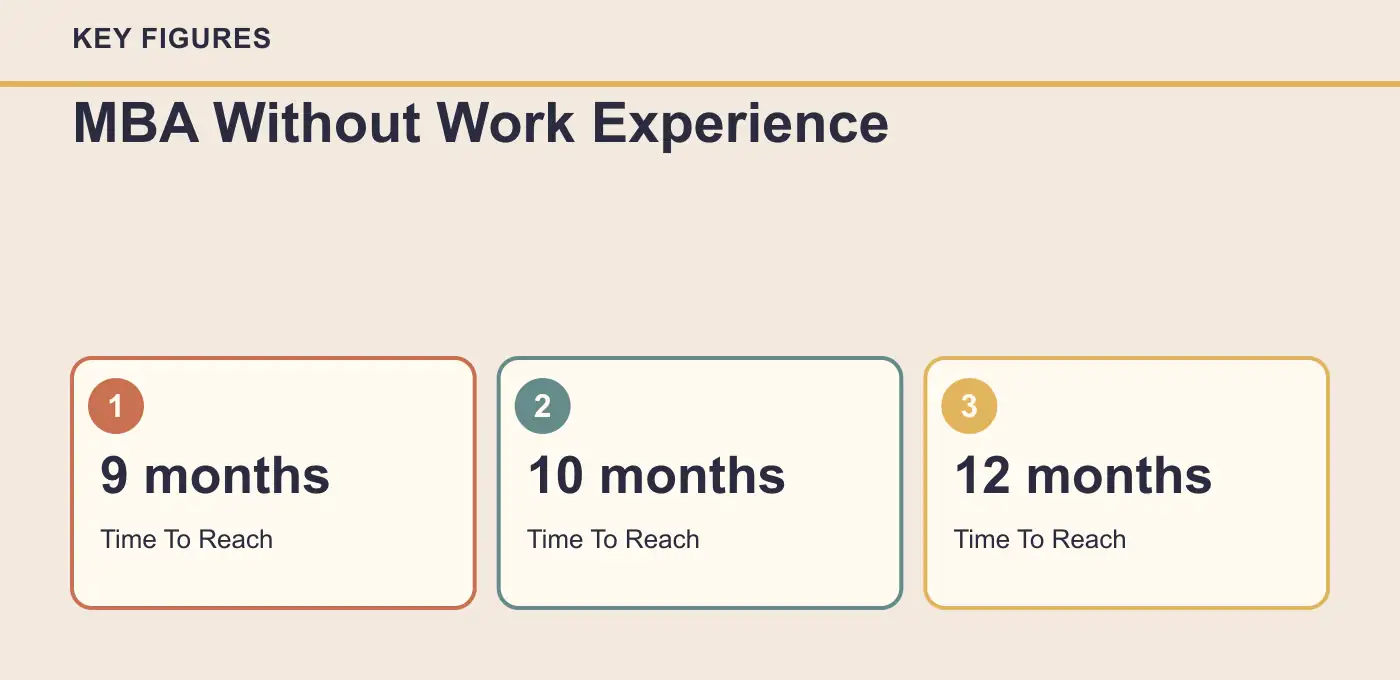 KEY FIGURES
MBA Without Work Experience
1
9 months
Time To Reach
2
10 months
Time To Reach
3
12 months
Time To Reach